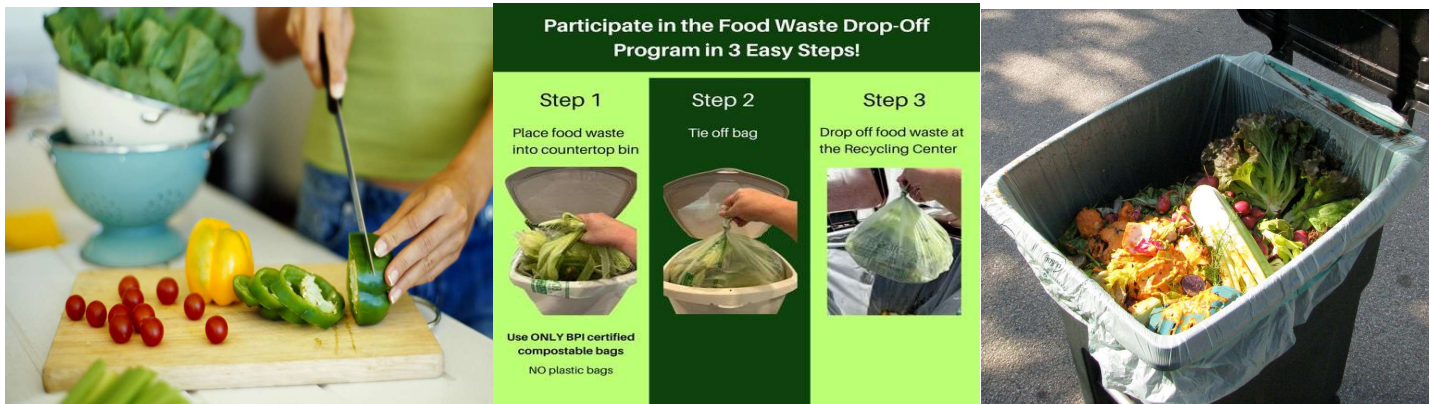 Participate in the Food Waste Drop-Off
Program in 3 Easy Steps!
Step 1
Place food waste
into countertop bin
Use ONLY BPI certified
compostable bags
NO plastic bags
Step 2
Tie off bag
Step 3
Drop off food waste at
the Recycling Center